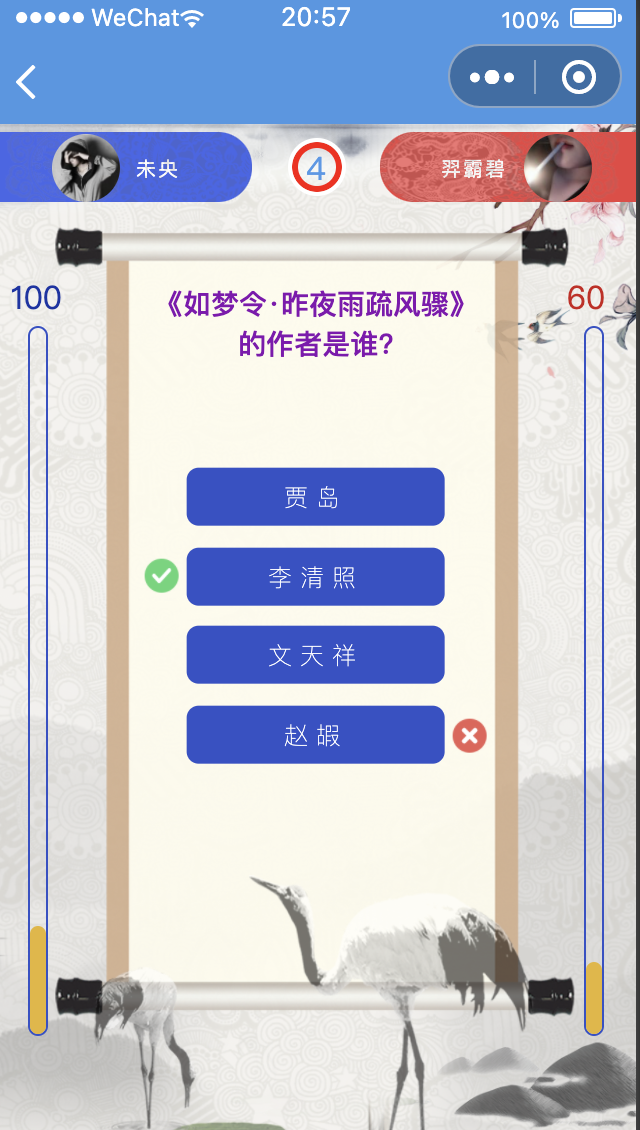 WeChat 20:57 100%
未央 4 羿霸碧
100 60
《如梦令·昨夜雨疏风骤》
的作者是谁?
贾岛
李清照
文天祥
赵嘏